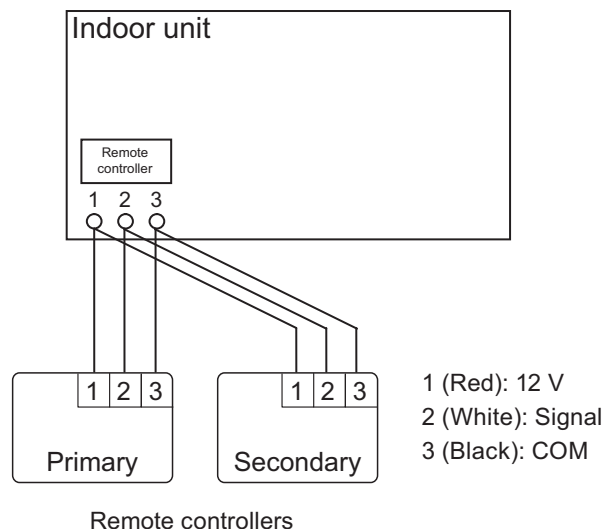 Indoor unit
Remote
controller
1 2 3
1 2 3
1 2 3
Primary
Secondary
1 (Red): 12 V
2 (White): Signal
3 (Black): COM
Remote controllers